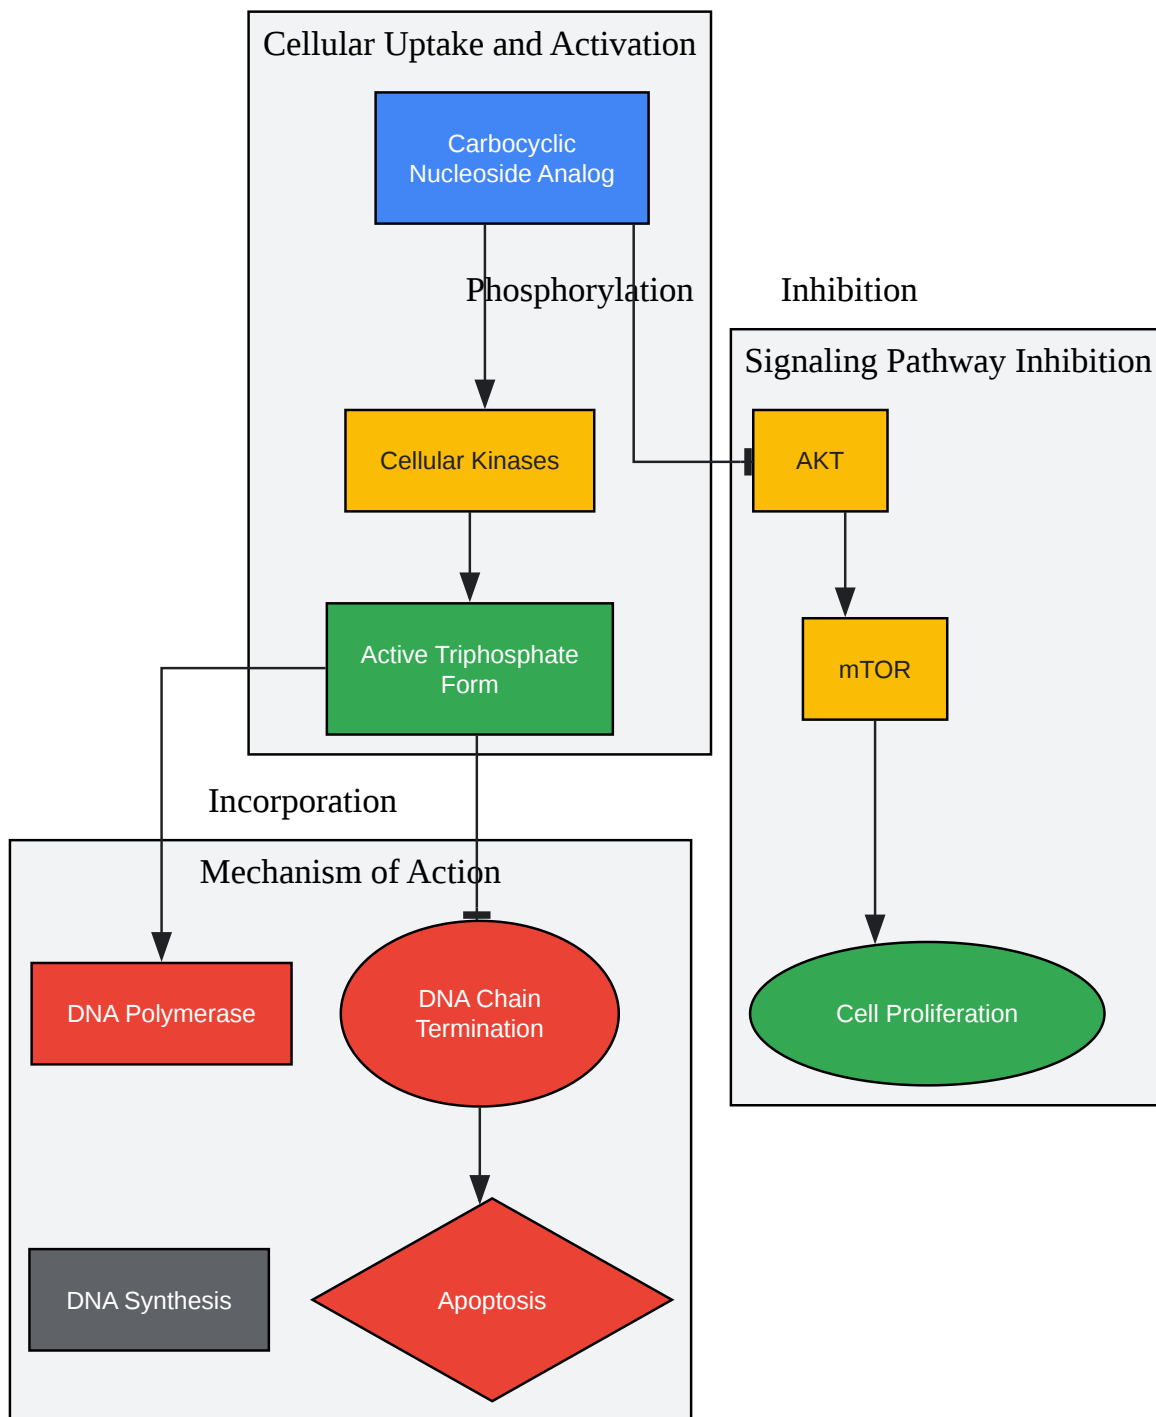 Cellular Uptake and Activation
Carbocyclic
Nucleoside Analog
Phosphorylation
Inhibition
Signaling Pathway Inhibition
Cellular Kinases
AKT
Active Triphosphate
Form
mTOR
Incorporation
Mechanism of Action
DNA Polymerase
DNA Chain
Termination
Cell Proliferation
DNA Synthesis
Apoptosis